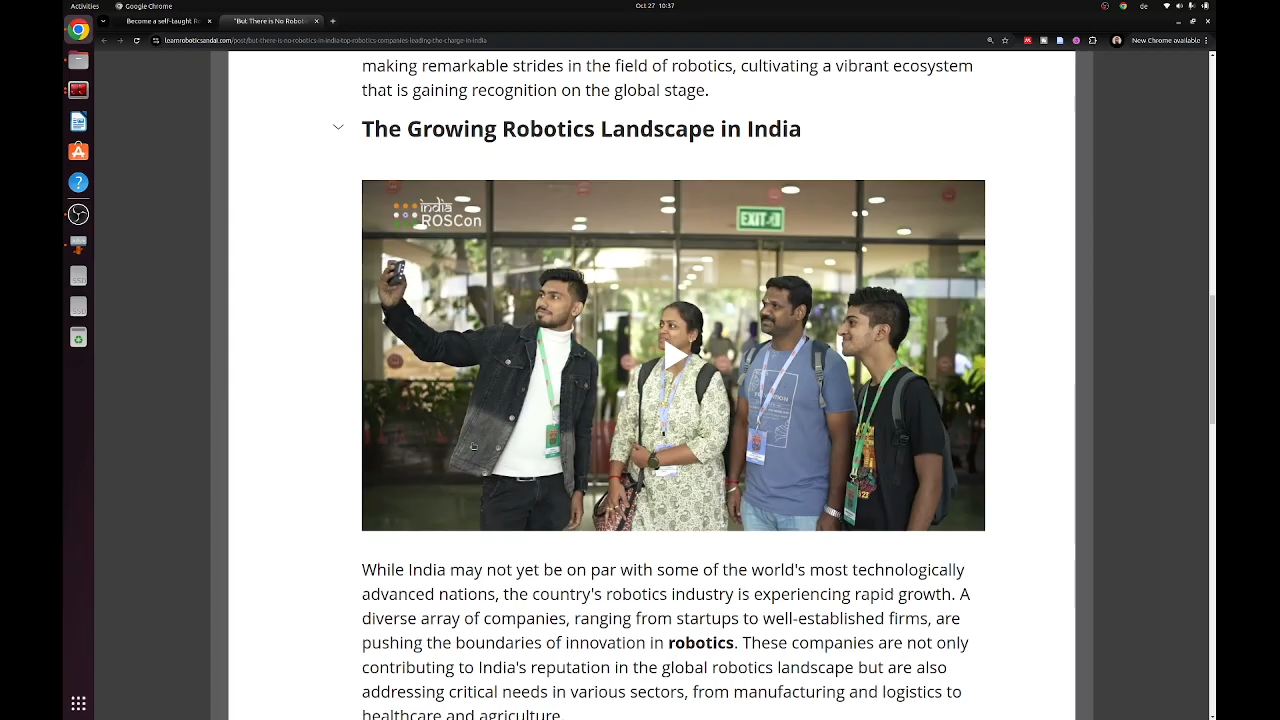 Activities
Google Chrome
Oct 27 10:37
de
Become a self-taught Ro
"But There is No Roboti
learnroboticsandai.com/post/but-there-is-no-robotics-in-india-top-robotics-companies-leading-the-charge-in-india
New Chrome available
making remarkable strides in the field of robotics, cultivating a vibrant ecosystem
that is gaining recognition on the global stage.
The Growing Robotics Landscape in India
india
ROSCon
EXIT
While India may not yet be on par with some of the world's most technologically
advanced nations, the country's robotics industry is experiencing rapid growth. A
diverse array of companies, ranging from startups to well-established firms, are
pushing the boundaries of innovation in robotics. These companies are not only
contributing to India's reputation in the global robotics landscape but are also
addressing critical needs in various sectors, from manufacturing and logistics to
healthcare and agriculture.